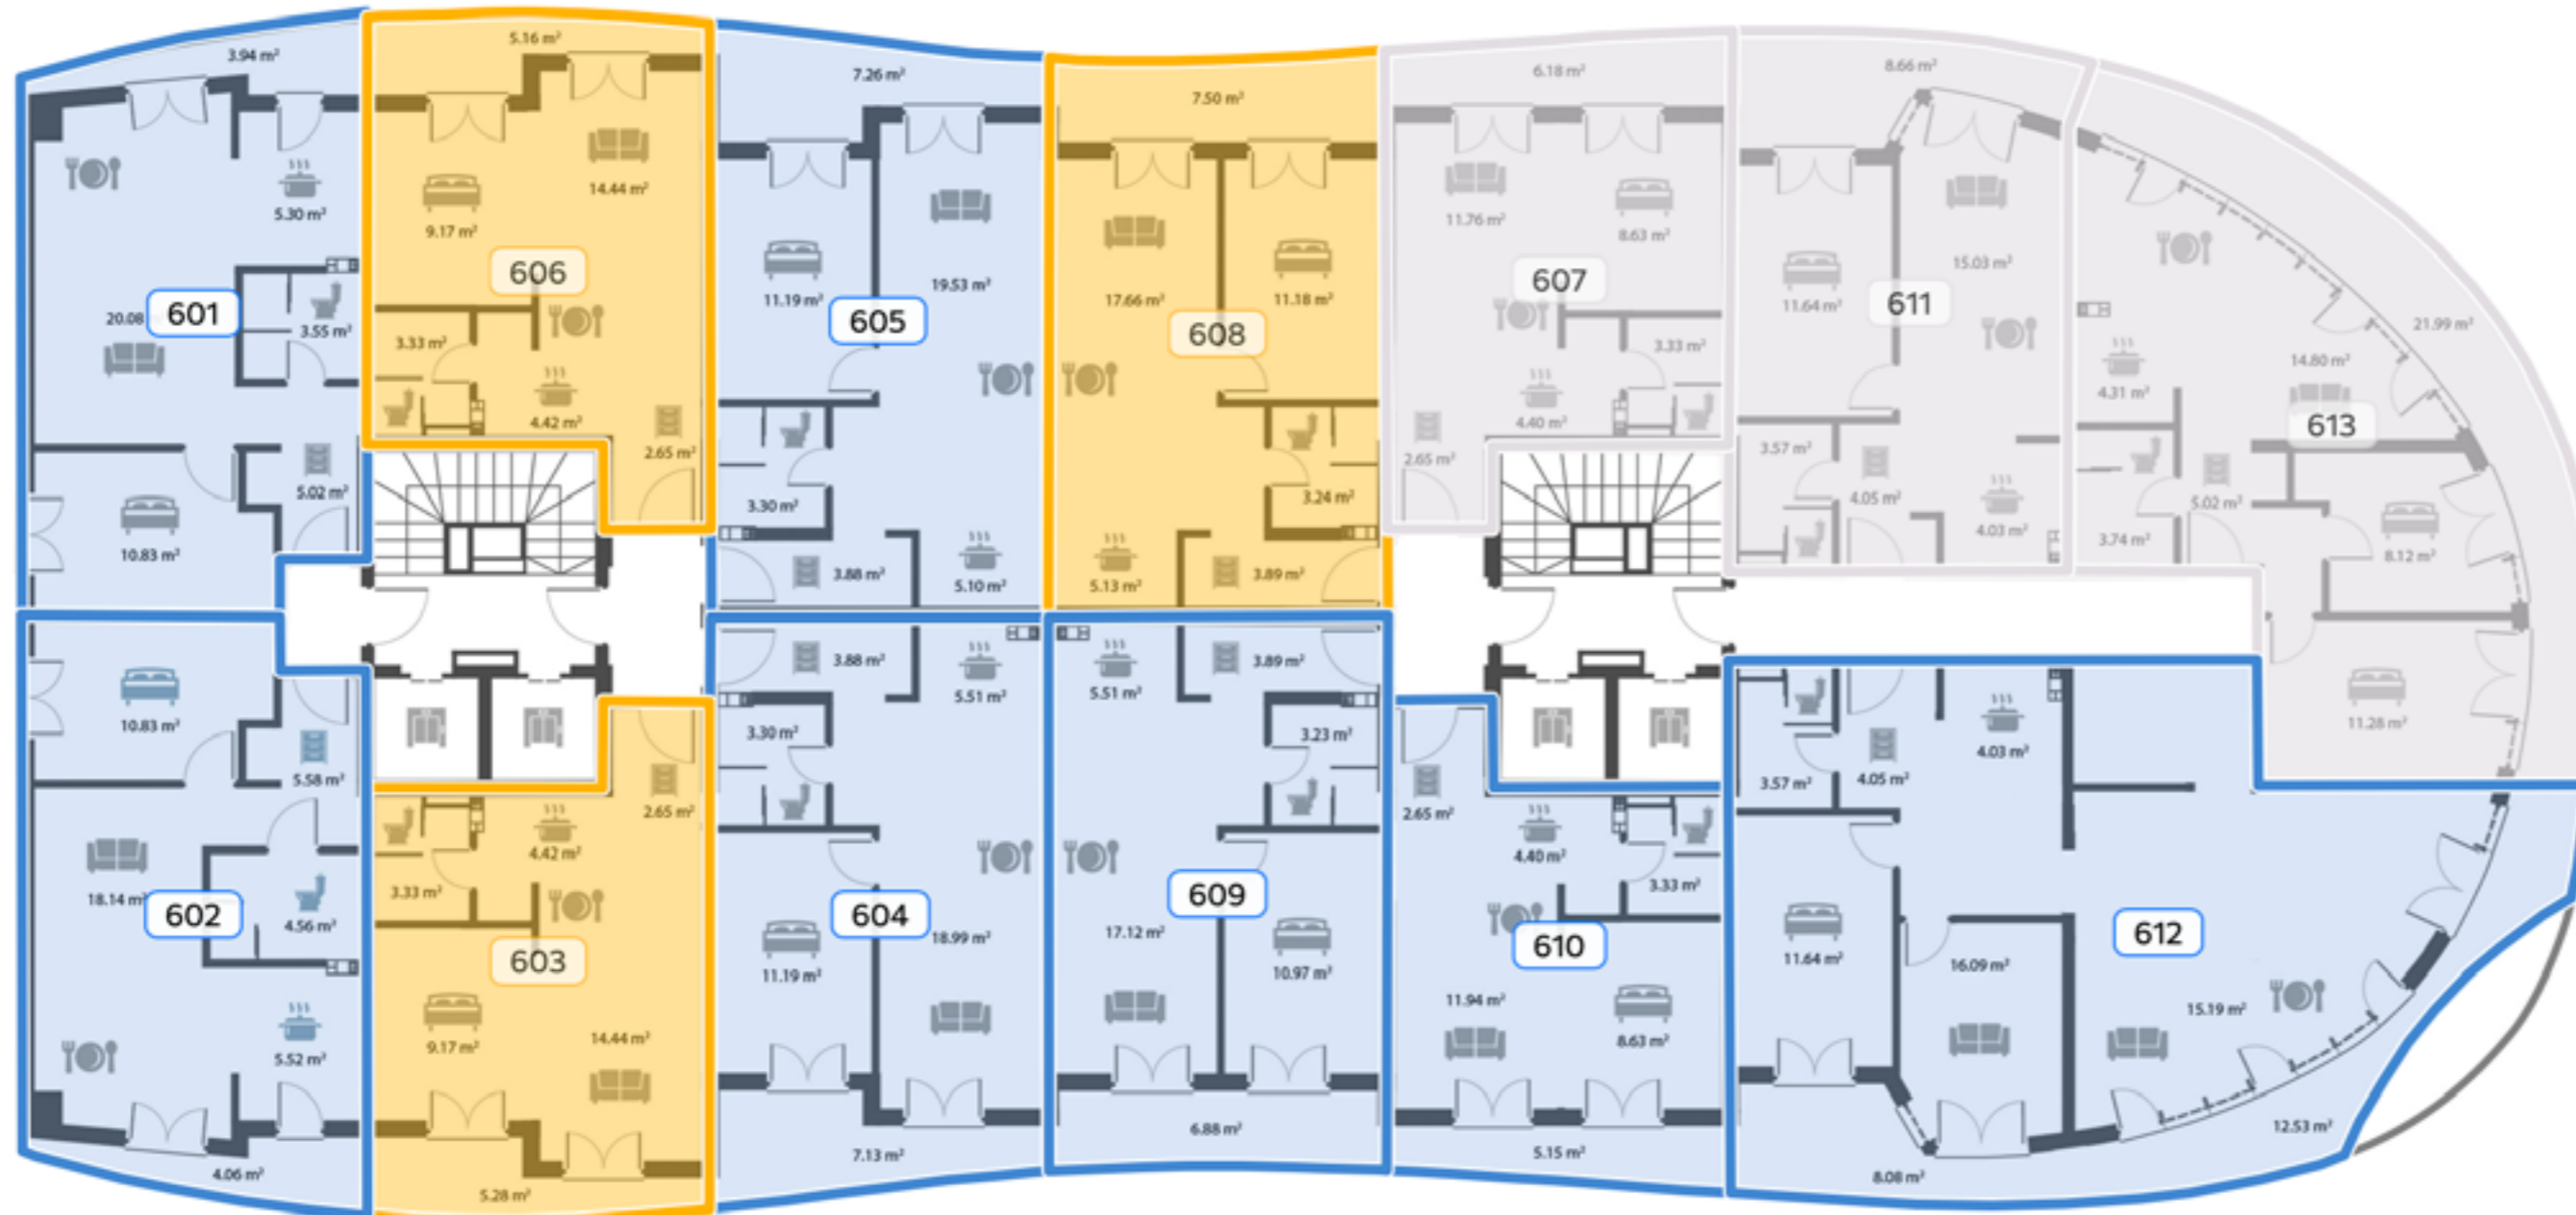 3.94 m²
5.30 m²
601
20.08
3.55 m²
5.02 m²
10.83 m²
5.16 m²
14.44 m²
9.17 m²
606
3.33 m²
4.42 m²
2.65 m²
7.26 m²
11.19 m²
19.53 m²
605
3.30 m²
3.88 m²
5.10 m²
7.50 m²
17.66 m²
11.18 m²
608
3.24 m²
5.13 m²
3.89 m²
6.18 m²
11.76 m²
8.63 m²
607
3.33 m²
4.40 m²
2.65 m²
8.66 m²
15.03 m²
11.64 m²
611
3.57 m²
4.05 m²
4.03 m²
21.99 m²
14.80 m²
4.31 m²
613
5.02 m²
3.74 m²
8.12 m²
11.28 m²
10.83 m²
5.58 m²
18.14 m²
602
4.56 m²
5.52 m²
4.06 m²
2.65 m²
4.42 m²
3.33 m²
603
9.17 m²
14.44 m²
5.28 m²
3.88 m²
5.51 m²
3.30 m²
604
18.99 m²
11.19 m²
7.13 m²
5.51 m²
3.89 m²
3.23 m²
609
17.12 m²
10.97 m²
6.88 m²
2.65 m²
4.40 m²
3.33 m²
610
11.94 m²
8.63 m²
5.15 m²
4.03 m²
4.05 m²
3.57 m²
612
11.64 m²
16.09 m²
15.19 m²
12.53 m²
8.08 m²